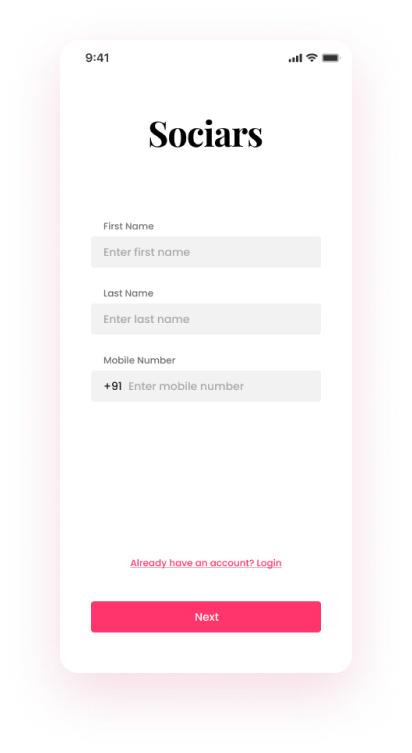 9:41
Sociars
First Name
Enter first name
Last Name
Enter last name
Mobile Number
+91 Enter mobile number
Already have an account? Login
Next